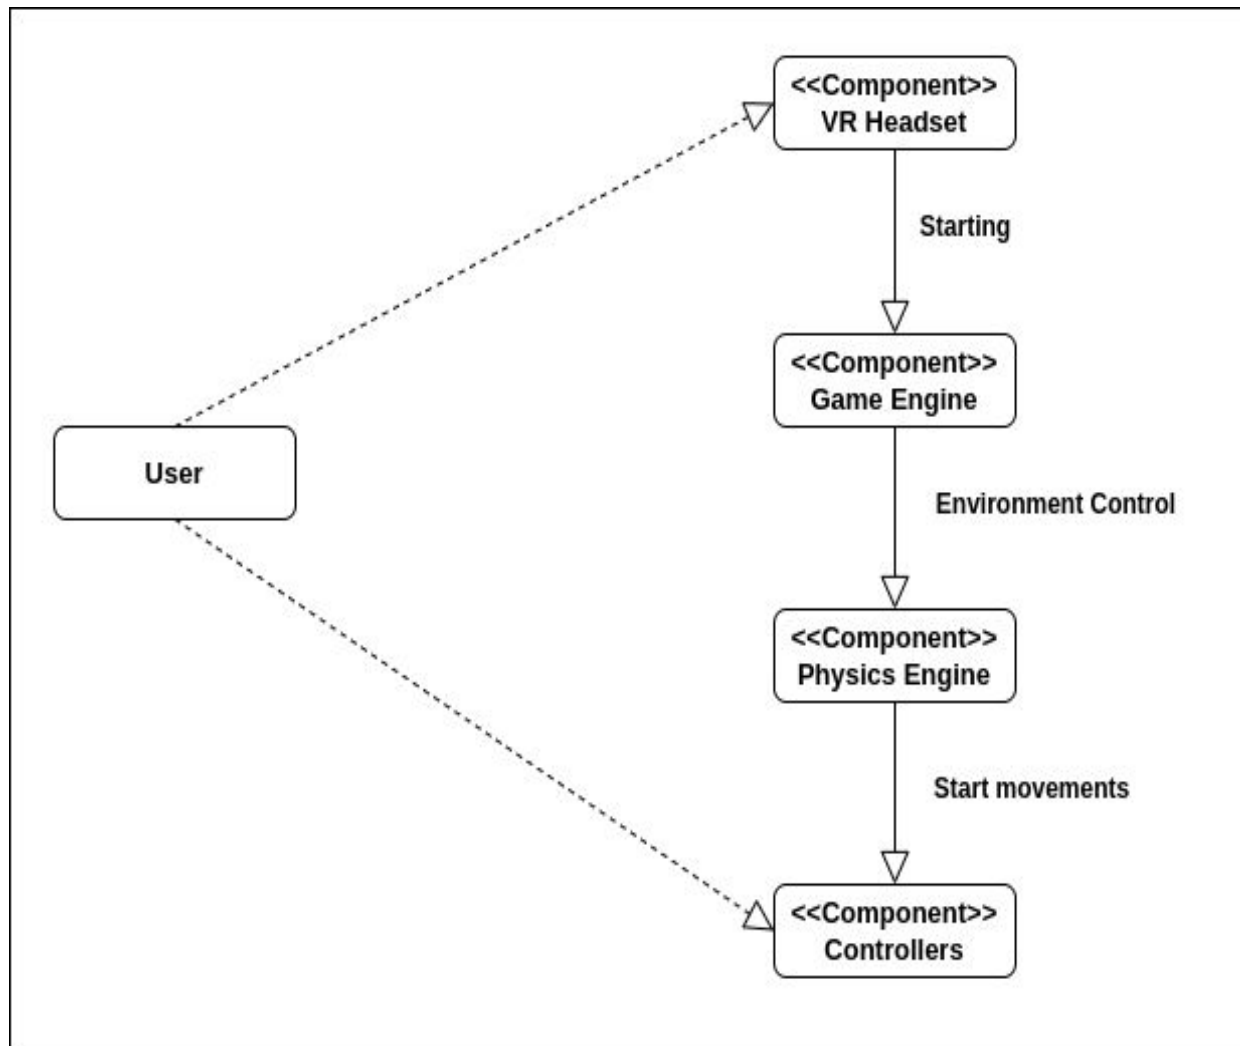 <<Component>>
VR Headset
Starting
<<Component>>
Game Engine
User
Environment Control
<<Component>>
Physics Engine
Start movements
<<Component>>
Controllers